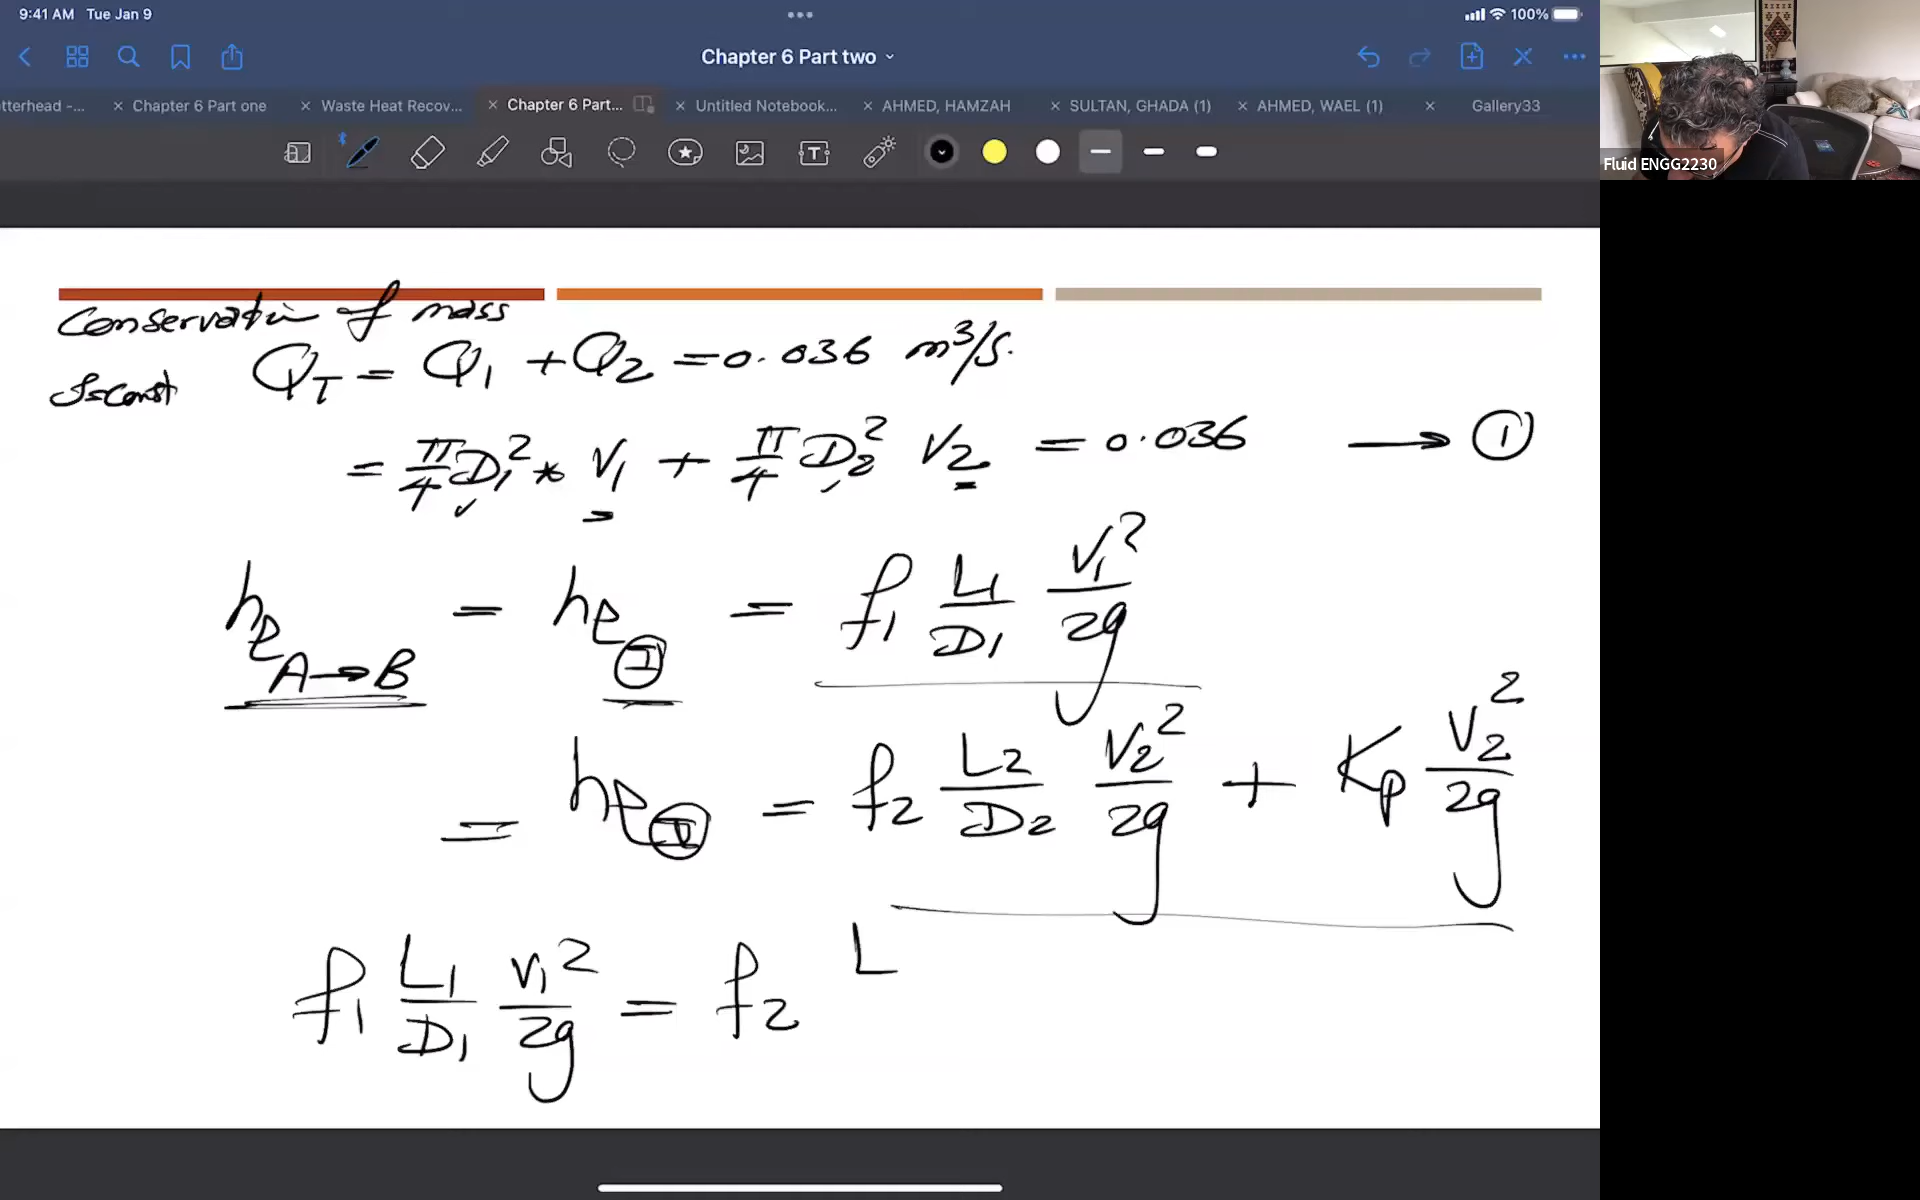 9:41 AM Tue Jan 9
100%
Chapter 6 Part two
tterhead -...
Chapter 6 Part one
Waste Heat Recov...
Chapter 6 Part...
Untitled Notebook...
AHMED, HAMZAH
SULTAN, GHADA (1)
AHMED, WAEL (1)
Gallery33
Fluid ENGG2230
Conservation of mass
Q_T = Q_1 + Q_2 = 0.036 m³/s.
= π/4 D_1² * V_1 + π/4 D_2² V_2 = 0.036 → ①
h_L A→B = h_L Ⓘ = f_1 L_1/D_1 V_1²/2g
= h_L Ⅱ = f_2 L_2/D_2 V_2²/2g + K_p V_2²/2g
f_1 L_1/D_1 V_1²/2g = f_2 L